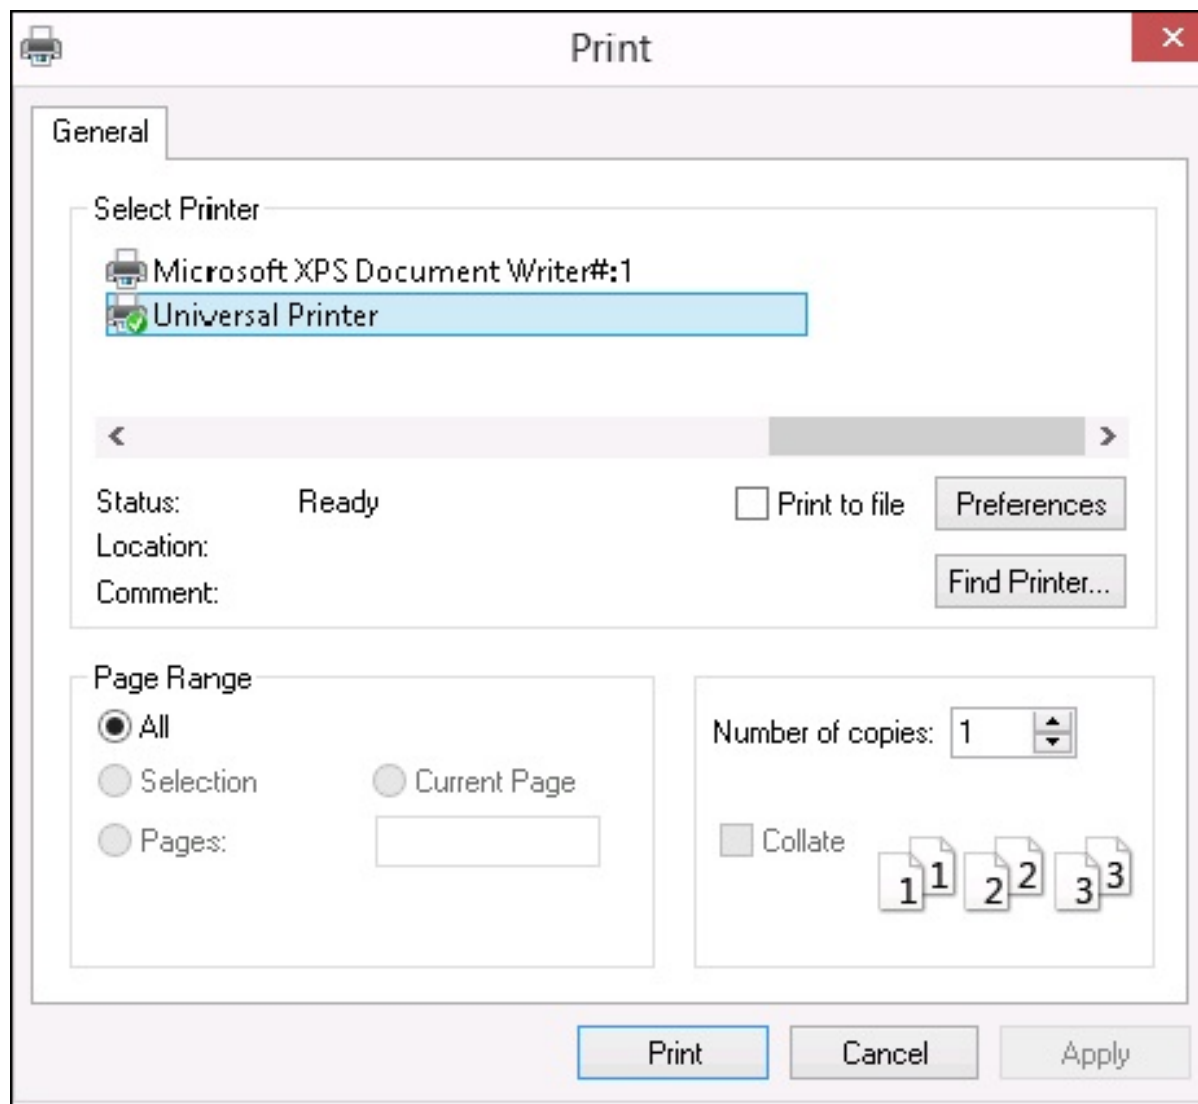 Print
General
Select Printer
Microsoft XPS Document Writer#:1
Universal Printer
Status: Ready
Print to file
Preferences
Location:
Comment:
Find Printer...
Page Range
All
Selection
Current Page
Pages:
Number of copies: 1
Collate
1 1 2 2 3 3
Print Cancel Apply